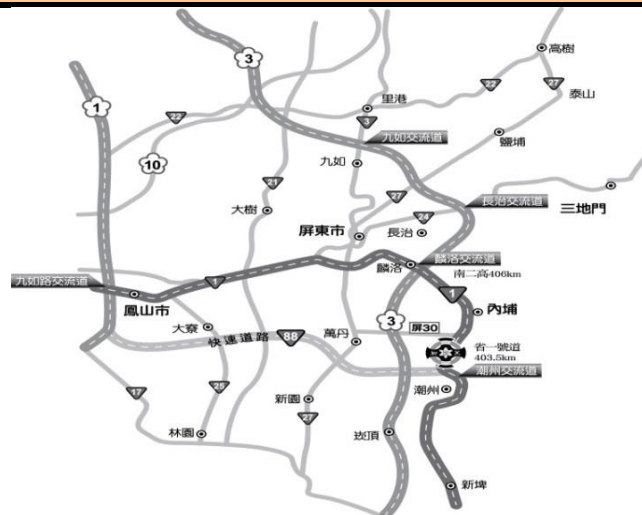 高樹
3
27
泰山
里港
22
1
22
3
鹽埔
九如交流道
10
九如
21
27
長治交流道
三地門
大樹
24
屏東市
長治
麟洛交流道
麟洛
南二高406km
九如路交流道
1
1
鳳山市
內埔
3
屏30
大寮
快速道路
88
萬丹
省一號道
403.5km
潮州交流道
17
25
新園
潮州
27
林園
崁頂
新埤